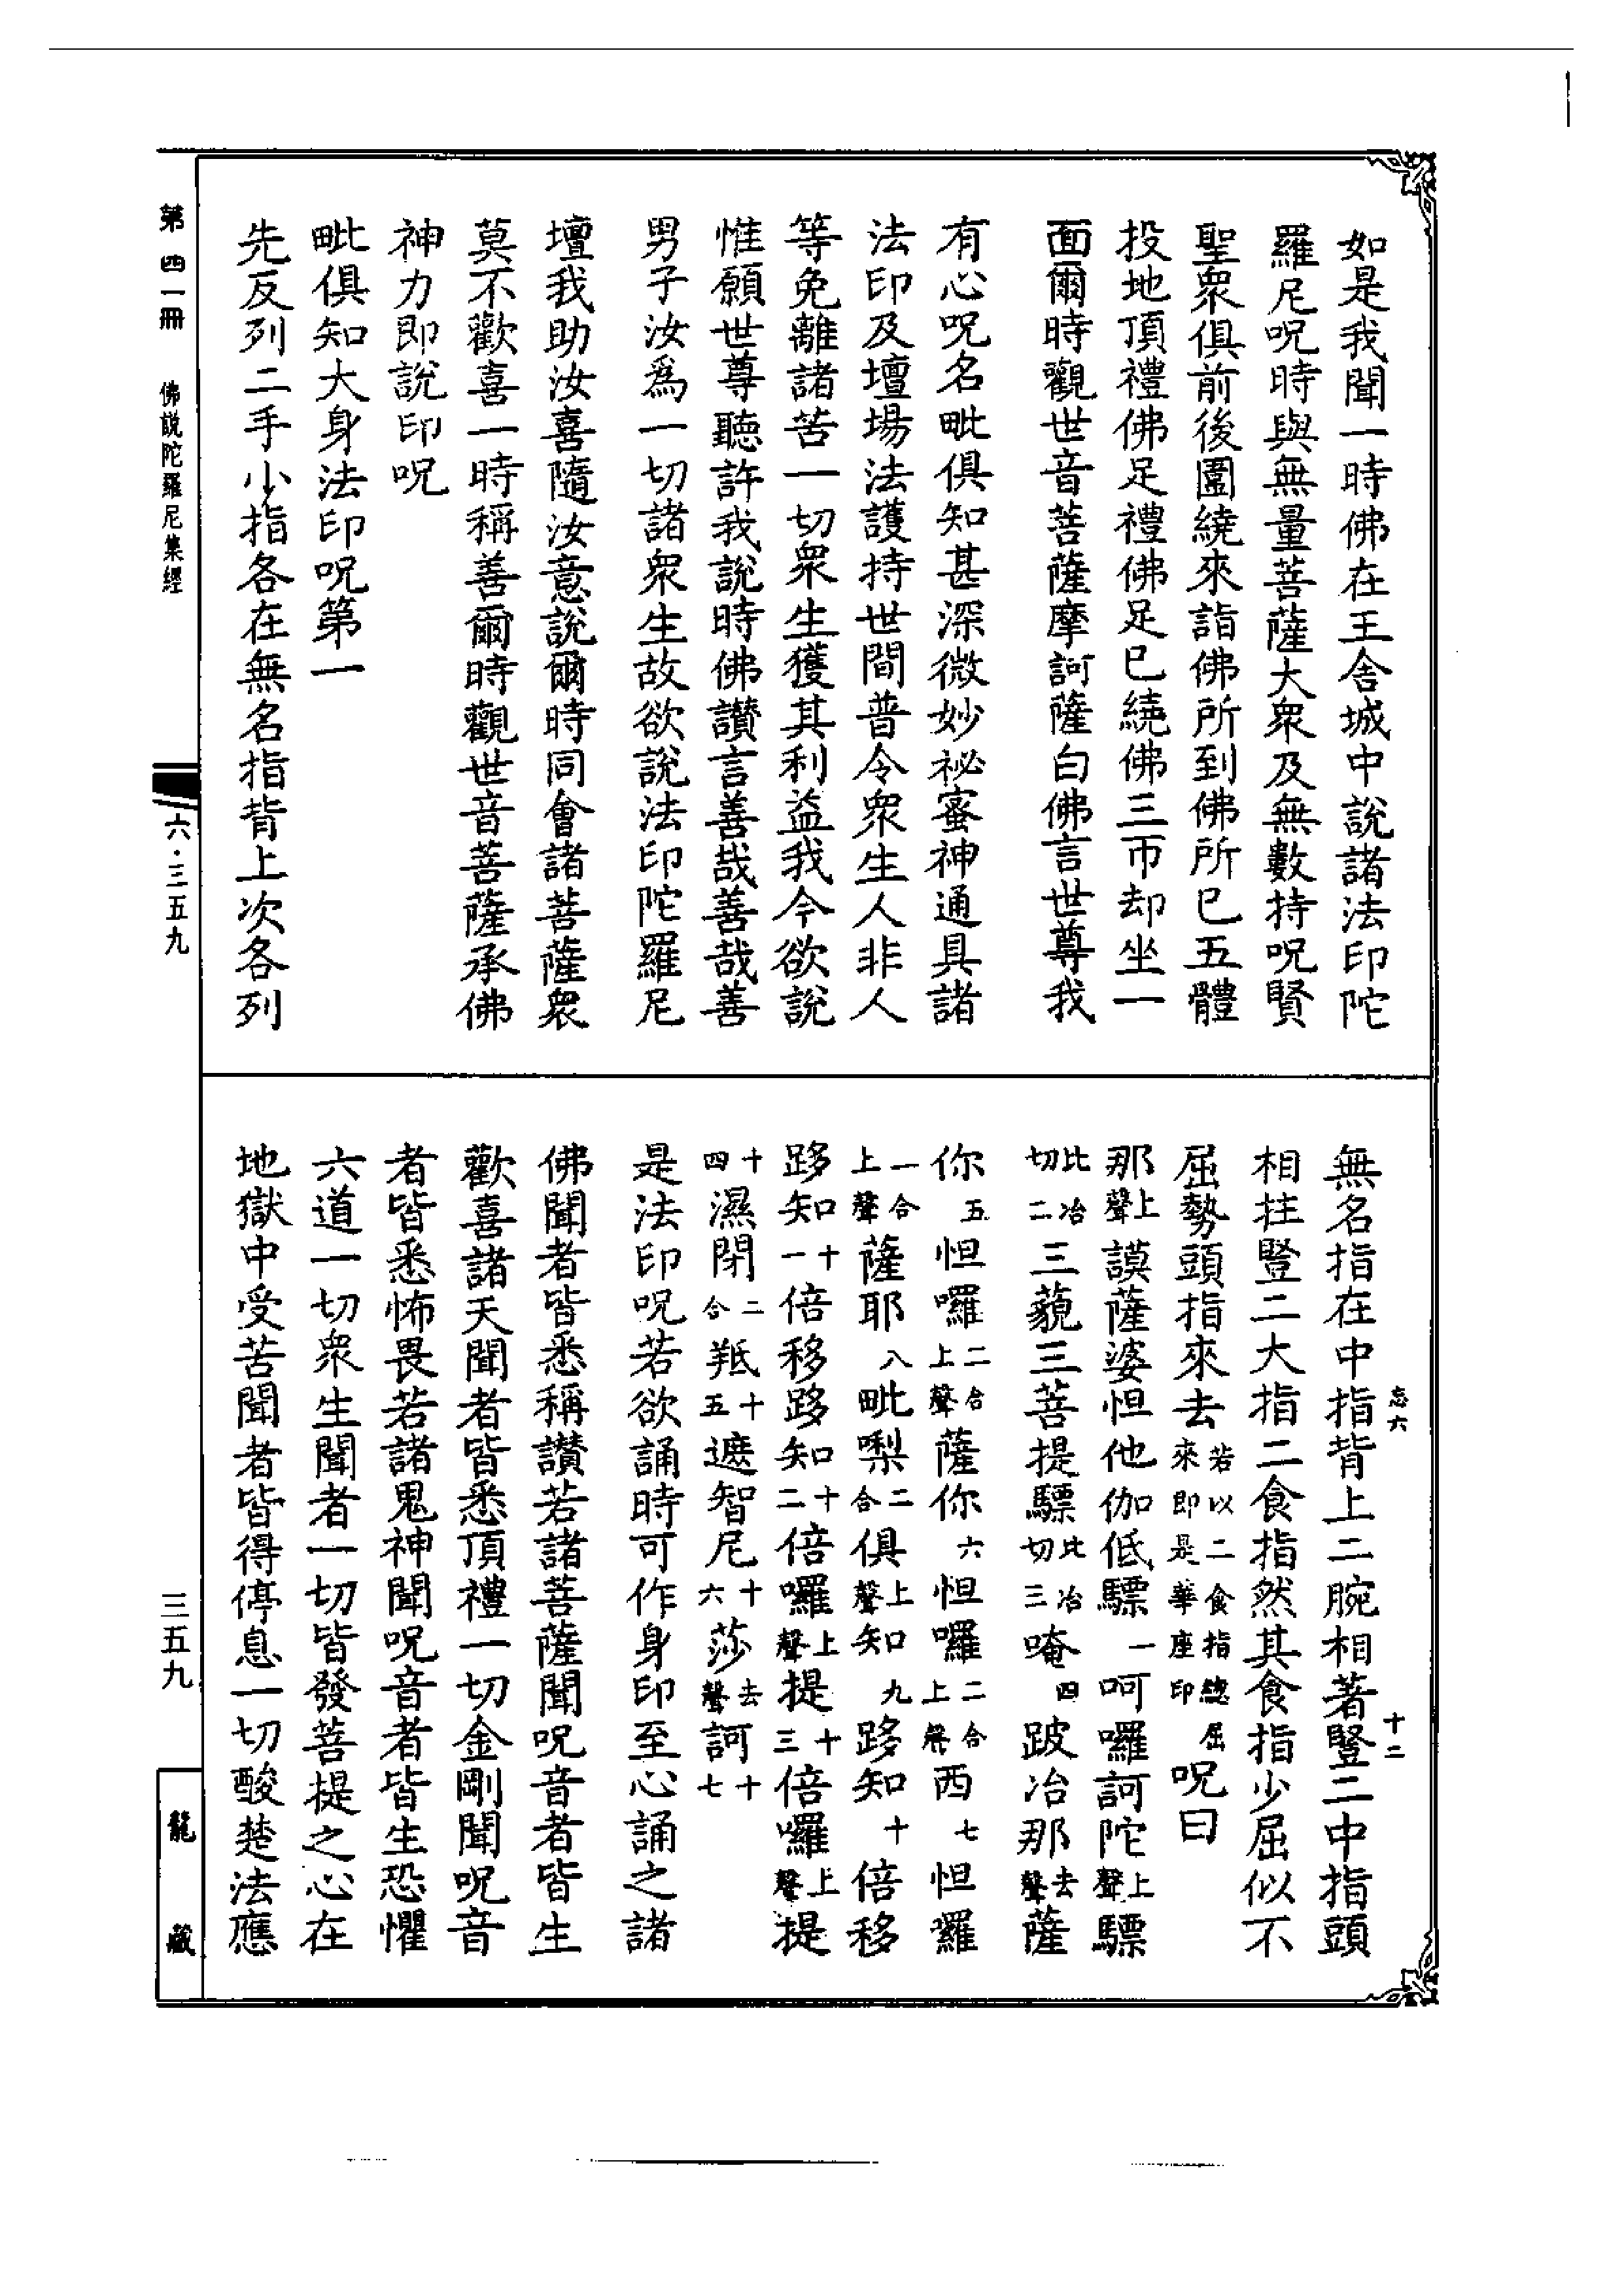 如是我聞一時佛在王舍城中說諸法印陀
羅尼呪時與無量菩薩大衆及無數持呪賢
聖衆俱前後圍繞來詣佛所到佛所已五體
投地頂禮佛足禮佛足已繞佛三帀却坐一
面爾時觀世音菩薩摩訶薩白佛言世尊我
有心呪名毗俱知甚深微妙祕蜜神通具諸
法印及壇場法護持世間普令衆生人非人
等免離諸苦一切衆生獲其利益我今欲說
惟願世尊聽許我說時佛讚言善哉善哉善
男子汝爲一切諸衆生故欲說法印陀羅尼
壇我助汝喜隨汝意說爾時同會諸菩薩衆
莫不歡喜一時稱善爾時觀世音菩薩承佛
神力即說印呪
毗俱知大身法印呪第一
先反列二手小指各在無名指背上次各列
無名指在中指背上二腕相著豎二中指頭
相拄豎二大指二食指然其食指少屈似不
屈勢頭指來去若以二食指總屈來即是華座印呪曰
那上聲謨薩婆怛他伽低驃一呵囉訶陀上聲驃
比冶切二三藐三菩提驃比冶切三唵四跛冶那去聲薩
你五怛囉二合上聲薩你六怛囉二合上聲西七怛羅
一合上聲薩耶八毗㗚二合俱上聲知九跢知十倍移
跢知十一倍移跢知十二倍囉上聲提十三倍囉上聲提
十四濕閉二合羝十五遮智尼十六莎去聲訶十七
是法印呪若欲誦時可作身印至心誦之諸
佛聞者皆悉稱讚若諸菩薩聞呪音者皆生
歡喜諸天聞者皆悉頂禮一切金剛聞呪音
者皆悉怖畏若諸鬼神聞呪音者皆生恐懼
六道一切衆生聞者一切皆發菩提之心在
地獄中受苦聞者皆得停息一切酸楚法應
忘六
十二
第四一冊 佛説陀羅尼集經
六·三五九
三五九
龍藏